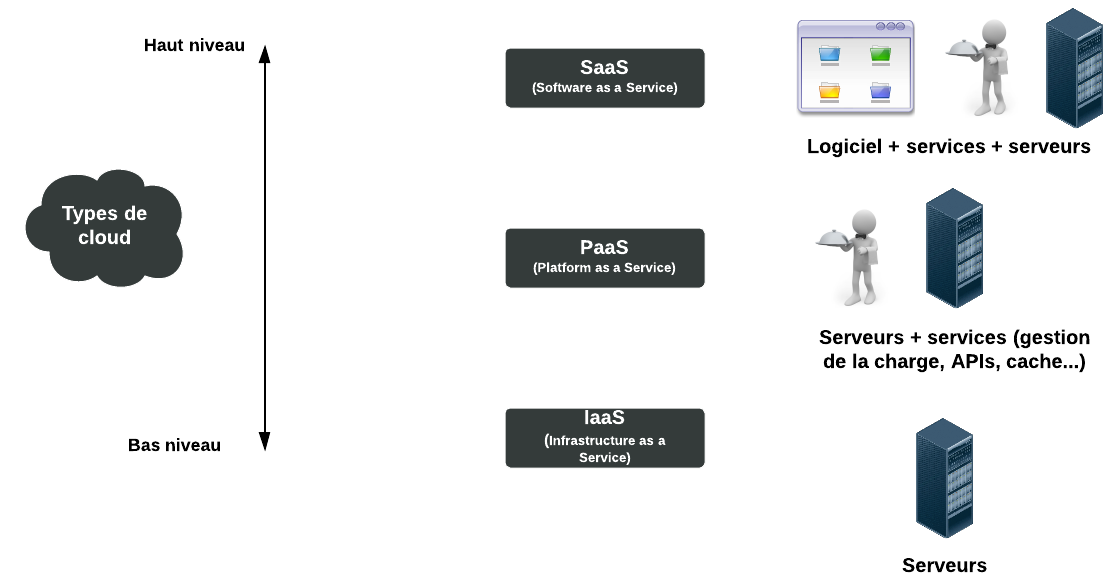 Haut niveau
SaaS
(Software as a Service)
Logiciel + services + serveurs
Types de
cloud
PaaS
(Platform as a Service)
Serveurs + services (gestion
de la charge, APIs, cache...)
IaaS
(Infrastructure as a
Service)
Bas niveau
Serveurs